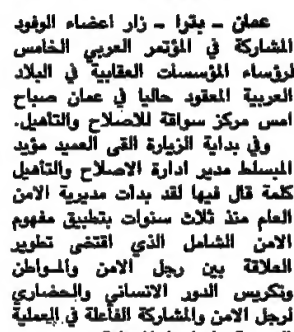 عمان - بترا - زار اعضاء الوفود
المشاركة في المؤتمر العربي الخامس
لرؤساء المؤسسات العقابية في البلاد
العربية المعقود حاليا في عمان صباح
امس مركز سواقة للاصلاح والتأهيل.
وفي بداية الزيارة القى العميد مؤيد
المبسلط مدير ادارة الاصلاح والتأهيل
كلمة قال فيها لقد بدأت مديرية الامن
العلم منذ ثلاث سنوات بتطبيق مفهوم
الامن الشامل الذي اقتضى تطوير
العلاقة بين رجل الامن والمواطن
وتكريس الدور الانساني والحضاري
لرجل الامن والمشاركة الفاعلة في العملية